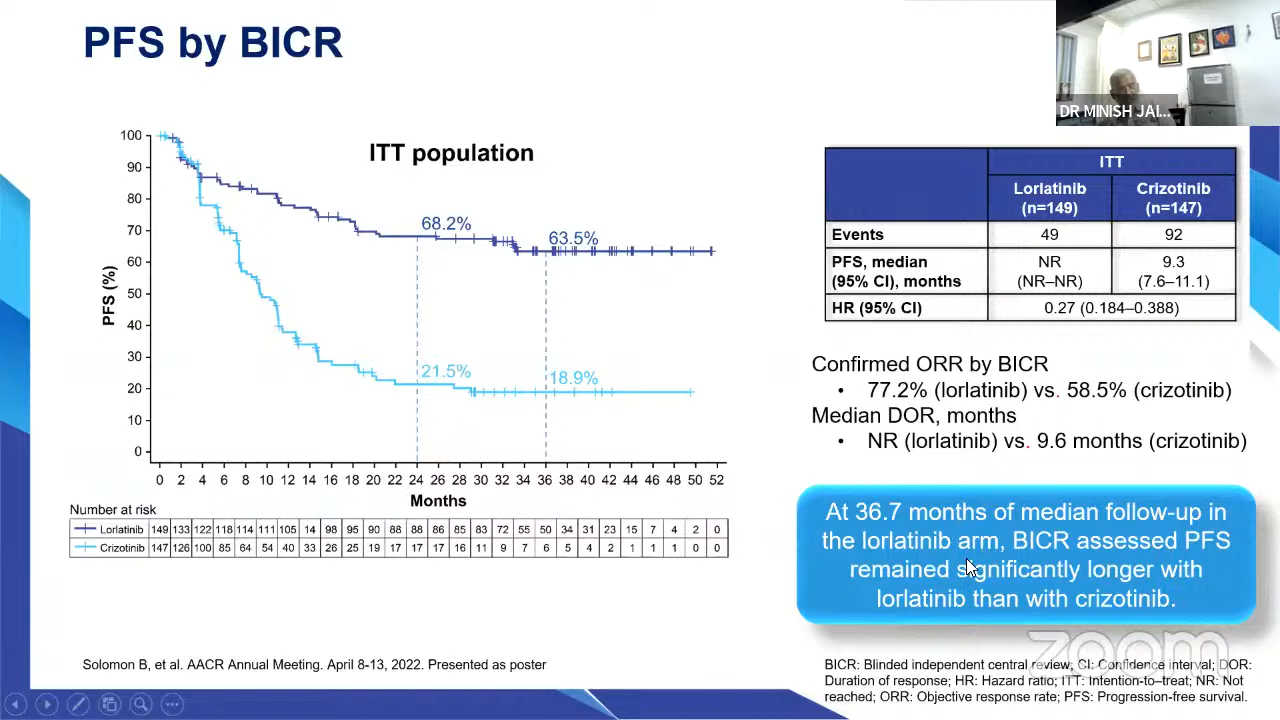 PFS by BICR
DR MINISH JAI...
ITT population
100
90
80
70
60
50
40
30
20
10
0
PFS (%)
68.2%
63.5%
21.5%
18.9%
0 2 4 6 8 10 12 14 16 18 20 22 24 26 28 30 32 34 36 38 40 42 44 46 48 50 52
Months
Number at risk
Lorlatinib 149 133 122 118 114 111 105 14 98 95 90 88 88 86 85 83 72 55 50 34 31 23 15 7 4 2 0
Crizotinib 147 126 100 85 64 54 40 33 26 25 19 17 17 17 16 11 9 7 6 5 4 2 1 1 1 0 0
ITT
Lorlatinib Crizotinib
(n=149) (n=147)
Events 49 92
PFS, median NR 9.3
(95% CI), months (NR–NR) (7.6–11.1)
HR (95% CI) 0.27 (0.184–0.388)
Confirmed ORR by BICR
• 77.2% (lorlatinib) vs. 58.5% (crizotinib)
Median DOR, months
• NR (lorlatinib) vs. 9.6 months (crizotinib)
At 36.7 months of median follow-up in
the lorlatinib arm, BICR assessed PFS
remained significantly longer with
lorlatinib than with crizotinib.
zoom
Solomon B, et al. AACR Annual Meeting. April 8-13, 2022. Presented as poster
BICR: Blinded independent central review; CI: Confidence interval; DOR:
Duration of response; HR: Hazard ratio; ITT: Intention-to–treat; NR: Not
reached; ORR: Objective response rate; PFS: Progression-free survival.